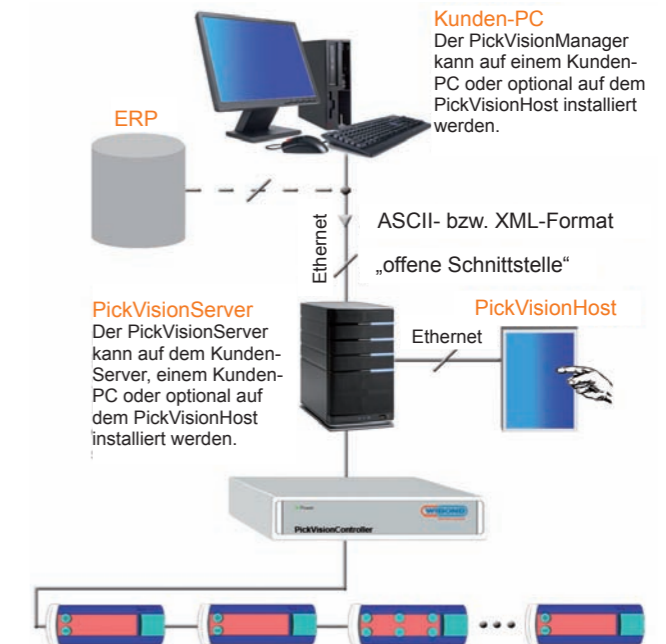 Kunden-PC
Der PickVisionManager
kann auf einem Kunden-
PC oder optional auf dem
PickVisionHost installiert
werden.
ERP
Ethernet
ASCII- bzw. XML-Format
„offene Schnittstelle“
PickVisionServer
Der PickVisionServer
kann auf dem Kunden-
Server, einem Kunden-
PC oder optional auf
dem PickVisionHost
installiert werden.
PickVisionHost
Ethernet
Power
WIBOND
PickVisionController